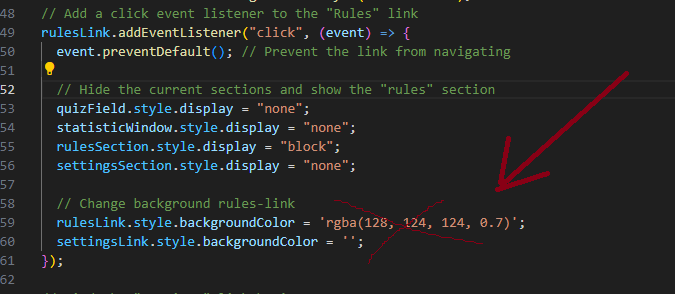 48 // Add a click event listener to the "Rules" link
49 rulesLink.addEventListener("click", (event) => {
50 event.preventDefault(); // Prevent the link from navigating
51
52 // Hide the current sections and show the "rules" section
53 quizField.style.display = "none";
54 statisticWindow.style.display = "none";
55 rulesSection.style.display = "block";
56 settingsSection.style.display = "none";
57
58 // Change background rules-link
59 rulesLink.style.backgroundColor = 'rgba(128, 124, 124, 0.7)';
60 settingsLink.style.backgroundColor = '';
61 });
62